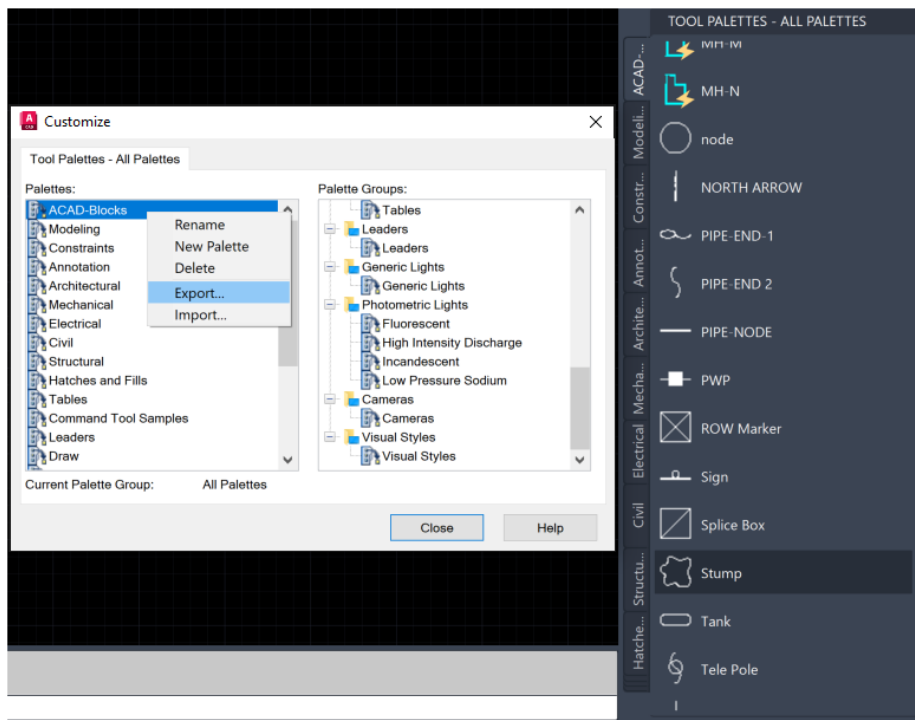 TOOL PALETTES - ALL PALETTES
MH-M
MH-N
node
NORTH ARROW
PIPE-END-1
PIPE-END 2
PIPE-NODE
PWP
ROW Marker
Sign
Splice Box
Stump
Tank
Tele Pole
ACAD-...
Modeli...
Constr...
Annot...
Archite...
Mecha...
Electrical
Civil
Structu...
Hatche...
A
CAD
Customize
Tool Palettes - All Palettes
Palettes:
ACAD-Blocks
Modeling
Constraints
Annotation
Architectural
Mechanical
Electrical
Civil
Structural
Hatches and Fills
Tables
Command Tool Samples
Leaders
Draw
Rename
New Palette
Delete
Export...
Import...
Palette Groups:
Tables
Leaders
Leaders
Generic Lights
Generic Lights
Photometric Lights
Fluorescent
High Intensity Discharge
Incandescent
Low Pressure Sodium
Cameras
Cameras
Visual Styles
Visual Styles
Current Palette Group: All Palettes
Close
Help